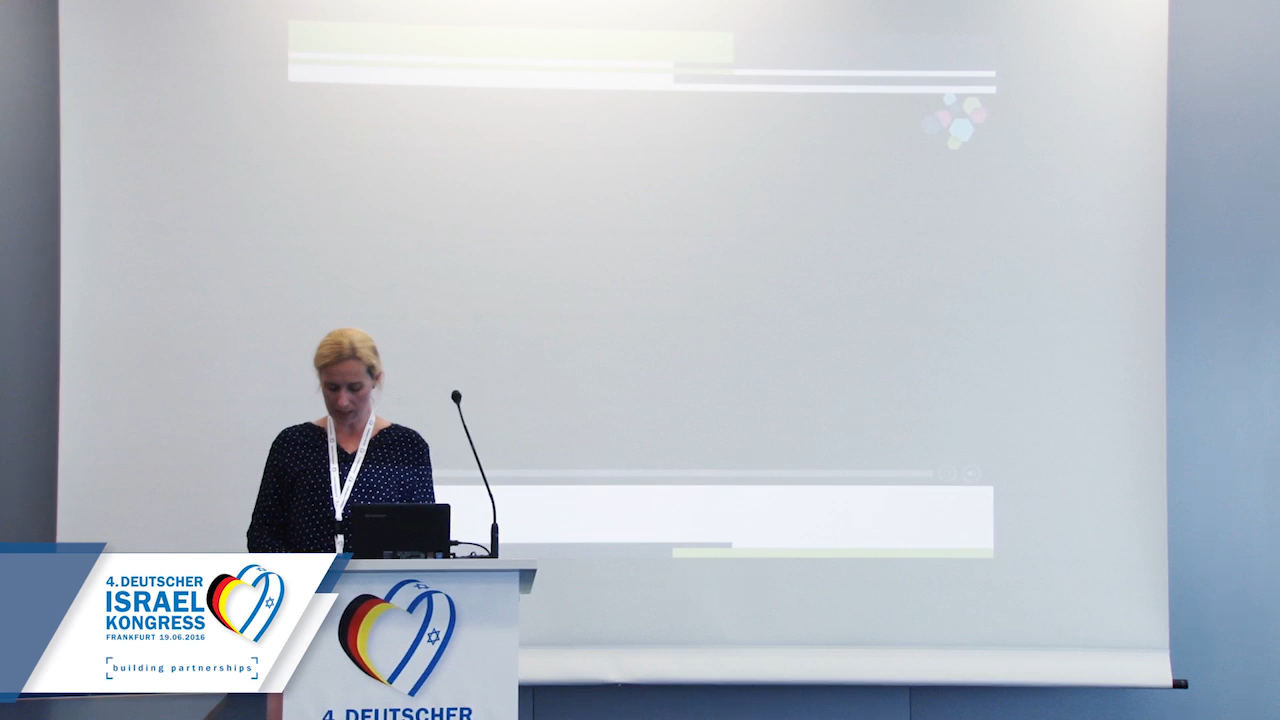 4. DEUTSCHER
ISRAEL
KONGRESS
FRANKFURT 19.06.2016
building partnerships
4. DEUTSCHER